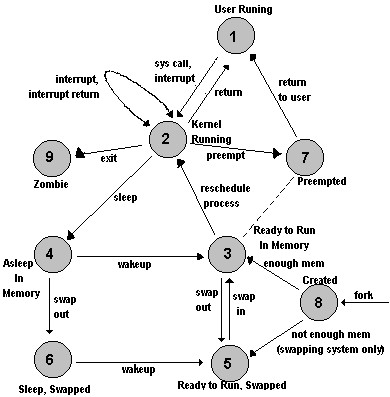 User Runing
1
sys call,
interrupt
interrupt,
interrupt return
return
return
to user
Kernel
Running
2
9
exit
preempt
7
Zombie
Preempted
sleep
reschedule
process
Ready to Run
In Memory
4
3
Asleep
In
Memory
wakeup
enough mem
Created
8
fork
swap
out
swap
out
swap
in
not enough mem
(swapping system only)
6
wakeup
5
Sleep, Swapped
Ready to Run, Swapped